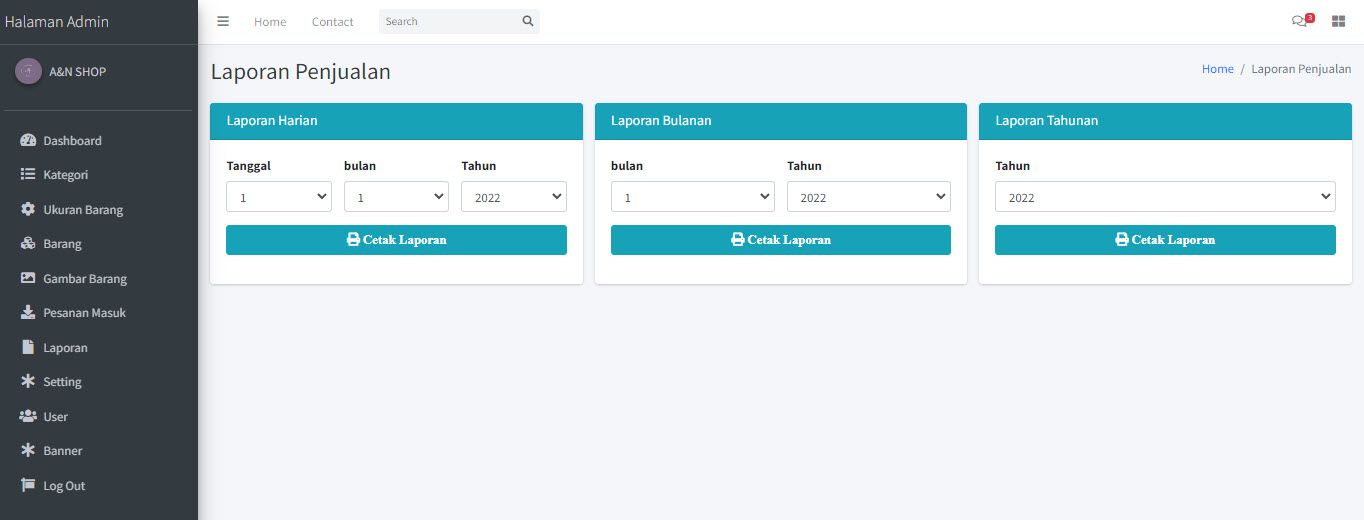 Halaman Admin
Home Contact Search 3
A&N SHOP
Dashboard
Kategori
Ukuran Barang
Barang
Gambar Barang
Pesanan Masuk
Laporan
Setting
User
Banner
Log Out
Laporan Penjualan
Home / Laporan Penjualan
Laporan Harian
Tanggal bulan Tahun
1 1 2022
Cetak Laporan
Laporan Bulanan
bulan Tahun
1 2022
Cetak Laporan
Laporan Tahunan
Tahun
2022
Cetak Laporan